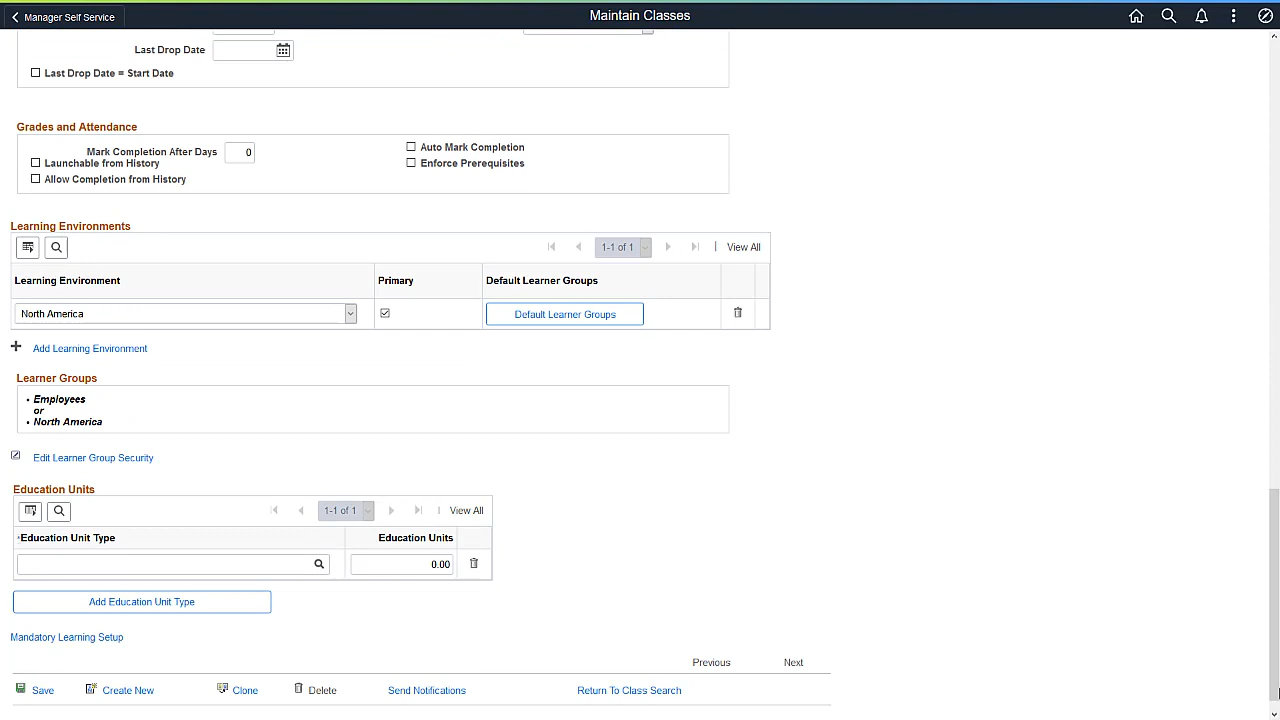 Manager Self Service
Maintain Classes
Last Drop Date
Last Drop Date = Start Date
Grades and Attendance
Mark Completion After Days 0
Auto Mark Completion
Launchable from History
Enforce Prerequisites
Allow Completion from History
Learning Environments
1-1 of 1
View All
Learning Environment Primary Default Learner Groups
North America Default Learner Groups
Add Learning Environment
Learner Groups
• Employees
or
• North America
Edit Learner Group Security
Education Units
1-1 of 1
View All
*Education Unit Type Education Units
0.00
Add Education Unit Type
Mandatory Learning Setup
Previous Next
Save Create New Clone Delete Send Notifications Return To Class Search